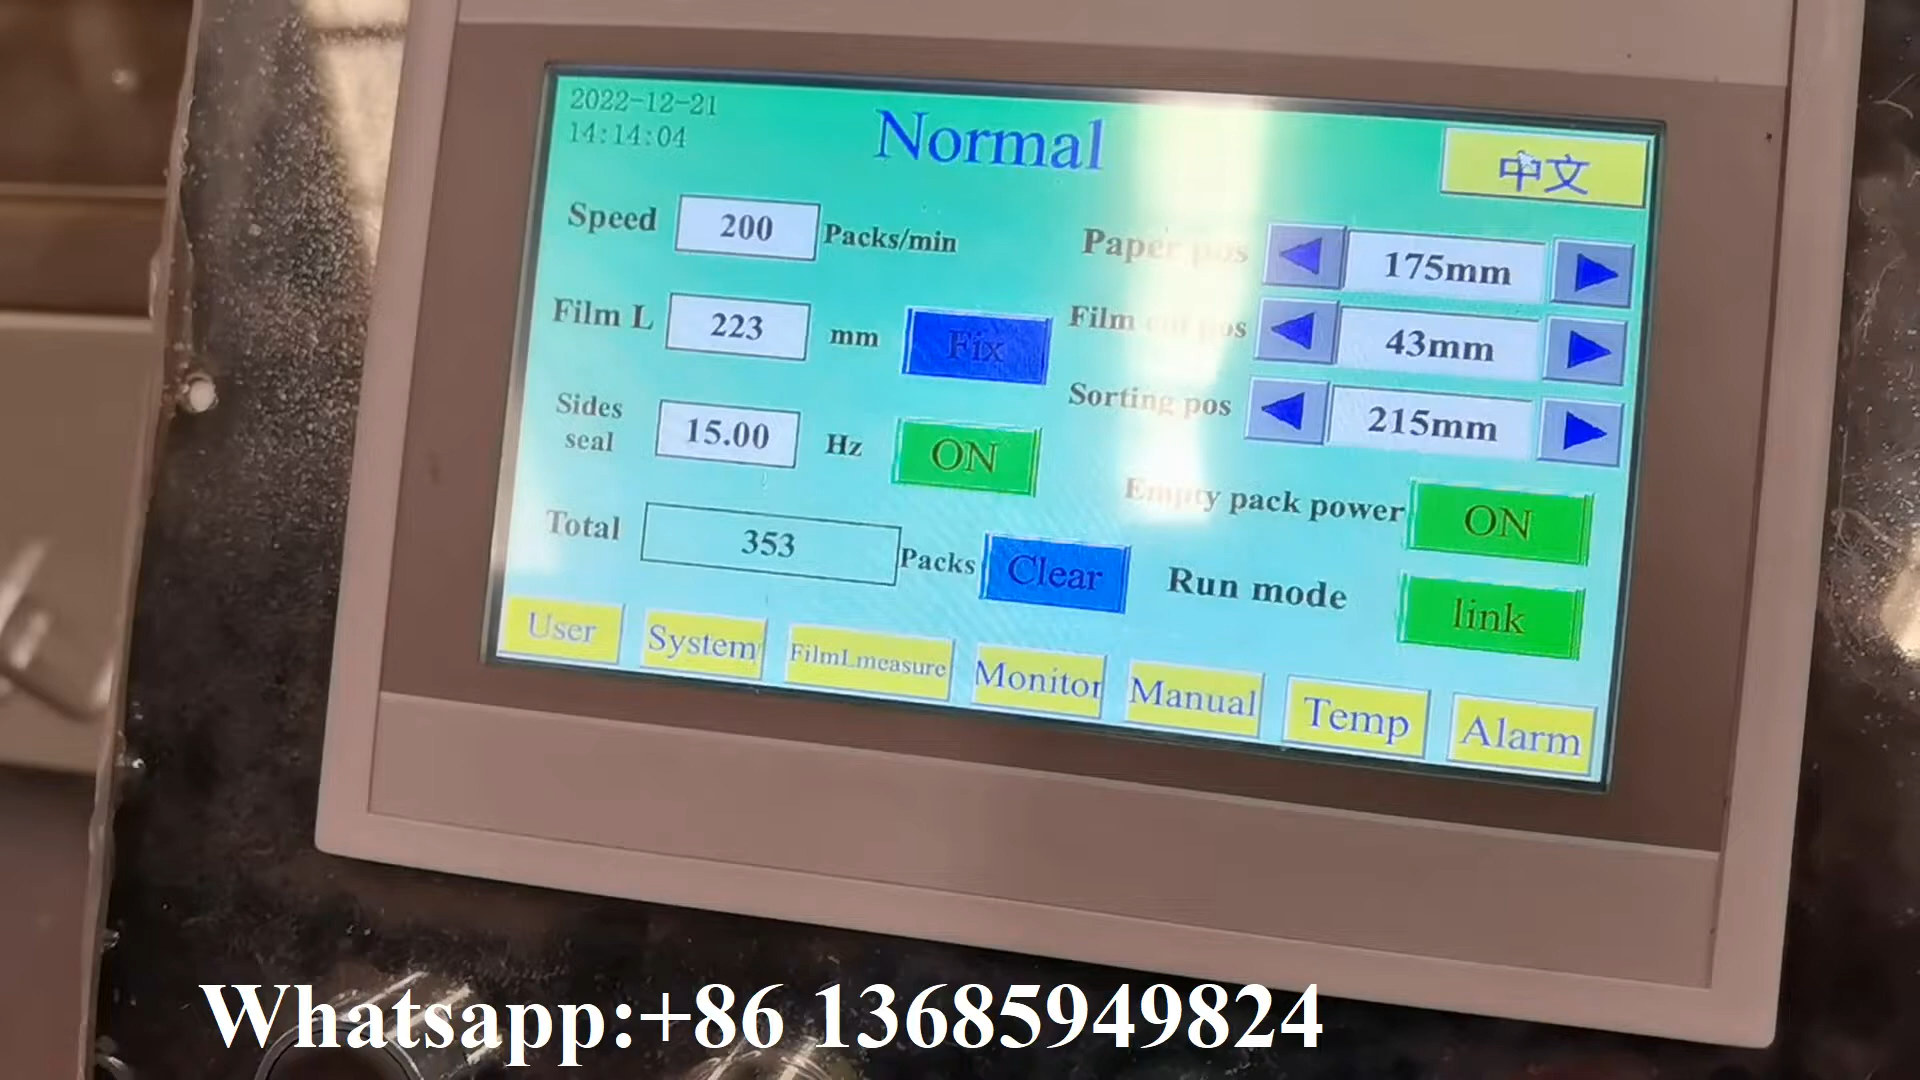 2022-12-21
14:14:04
Normal
中文
Speed 200 Packs/min
Film L 223 mm Fix
Sides seal 15.00 Hz ON
Total 353 Packs Clear
Paper pos 175mm
Film cut pos 43mm
Sorting pos 215mm
Empty pack power ON
Run mode link
User System FilmLmeasure Monitor Manual Temp Alarm
Whatsapp:+86 13685949824